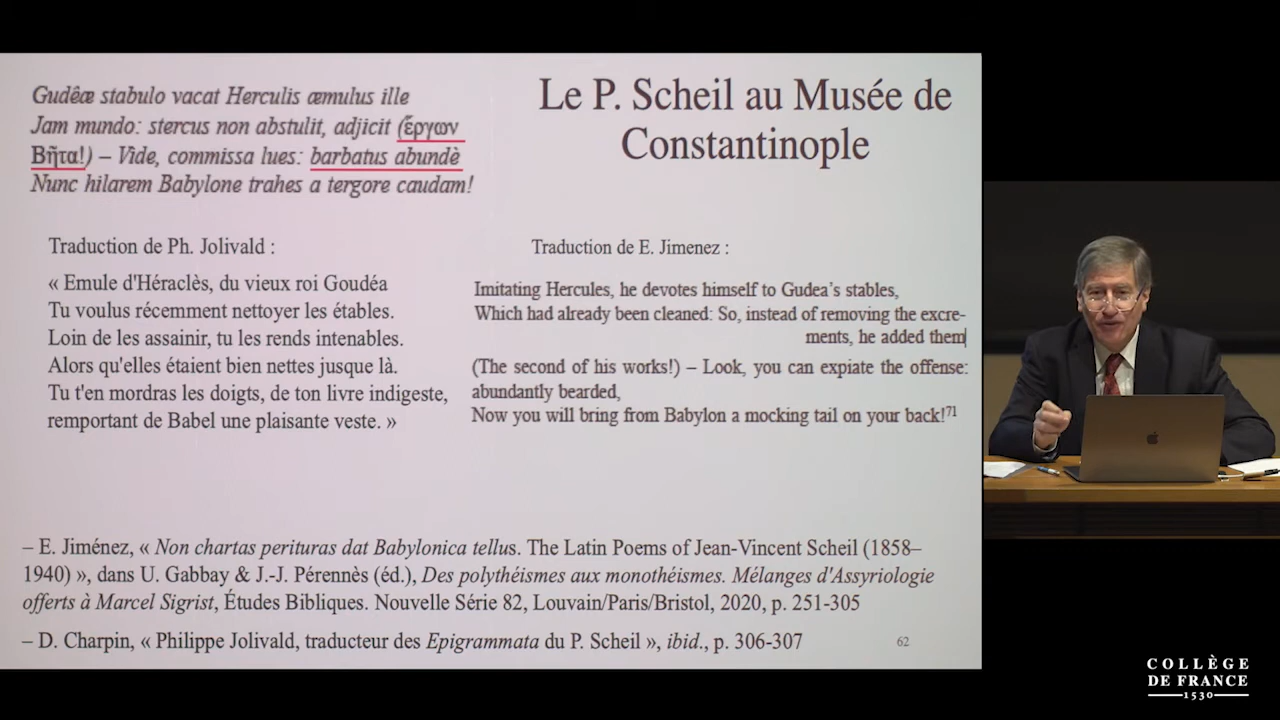 Le P. Scheil au Musée de
Constantinople
Gudêæ stabulo vacat Herculis æmulus ille
Jam mundo: stercus non abstulit, adjicit (ἔργων
Βῆτα!) – Vide, commissa lues: barbatus abundè
Nunc hilarem Babylone trahes a tergore caudam!
Traduction de Ph. Jolivald :
« Emule d'Héraclès, du vieux roi Goudéa
Tu voulus récemment nettoyer les étables.
Loin de les assainir, tu les rends intenables.
Alors qu'elles étaient bien nettes jusque là.
Tu t'en mordras les doigts, de ton livre indigeste,
remportant de Babel une plaisante veste. »
Traduction de E. Jimenez :
Imitating Hercules, he devotes himself to Gudea's stables,
Which had already been cleaned: So, instead of removing the excre-
ments, he added them
(The second of his works!) – Look, you can expiate the offense:
abundantly bearded,
Now you will bring from Babylon a mocking tail on your back!71
– E. Jiménez, « Non chartas perituras dat Babylonica tellus. The Latin Poems of Jean-Vincent Scheil (1858–
1940) », dans U. Gabbay & J.-J. Pérennès (éd.), Des polythéismes aux monothéismes. Mélanges d'Assyriologie
offerts à Marcel Sigrist, Études Bibliques. Nouvelle Série 82, Louvain/Paris/Bristol, 2020, p. 251-305
– D. Charpin, « Philippe Jolivald, traducteur des Epigrammata du P. Scheil », ibid., p. 306-307
62
COLLÈGE
DE FRANCE
1530